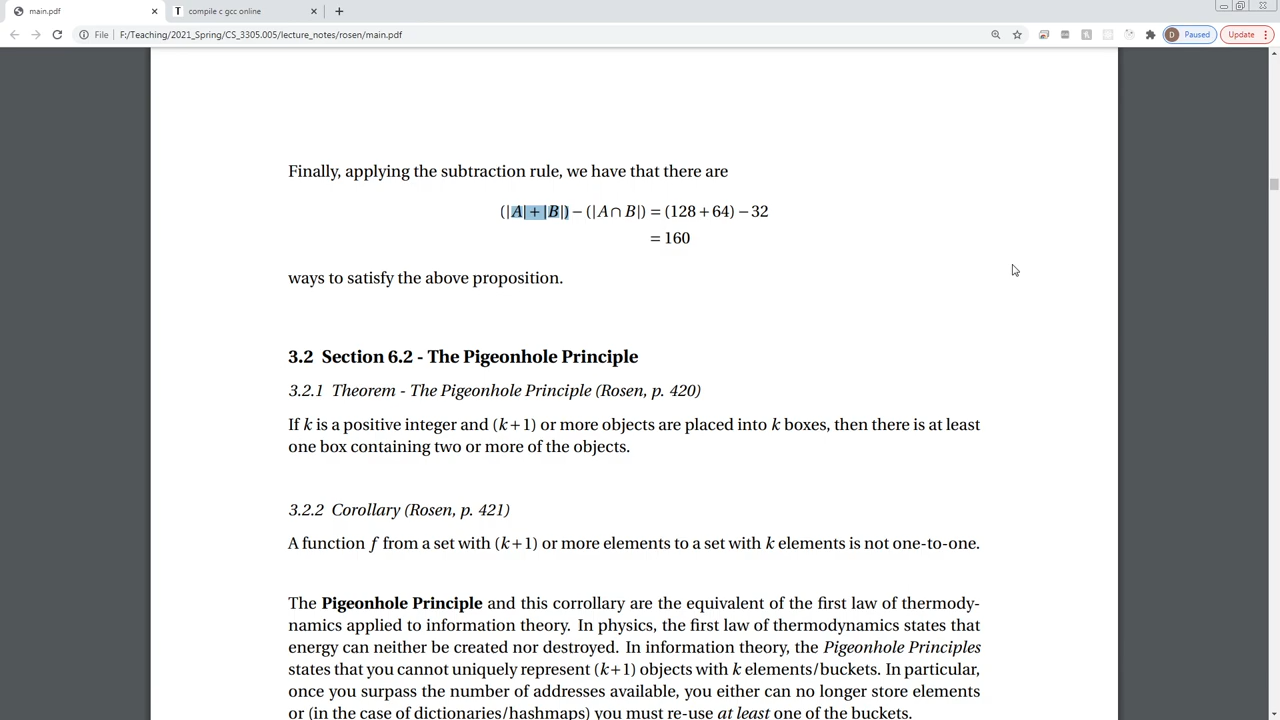 main.pdf
compile c gcc online
File | F:/Teaching/2021_Spring/CS_3305.005/lecture_notes/rosen/main.pdf
D Paused
Update
Finally, applying the subtraction rule, we have that there are
(|A| + |B|) − (|A ∩ B|) = (128 + 64) − 32
= 160
ways to satisfy the above proposition.
3.2 Section 6.2 - The Pigeonhole Principle
3.2.1 Theorem - The Pigeonhole Principle (Rosen, p. 420)
If k is a positive integer and (k+1) or more objects are placed into k boxes, then there is at least
one box containing two or more of the objects.
3.2.2 Corollary (Rosen, p. 421)
A function f from a set with (k+1) or more elements to a set with k elements is not one-to-one.
The Pigeonhole Principle and this corrollary are the equivalent of the first law of thermody-
namics applied to information theory. In physics, the first law of thermodynamics states that
energy can neither be created nor destroyed. In information theory, the Pigeonhole Principles
states that you cannot uniquely represent (k+1) objects with k elements/buckets. In particular,
once you surpass the number of addresses available, you either can no longer store elements
or (in the case of dictionaries/hashmaps) you must re-use at least one of the buckets.